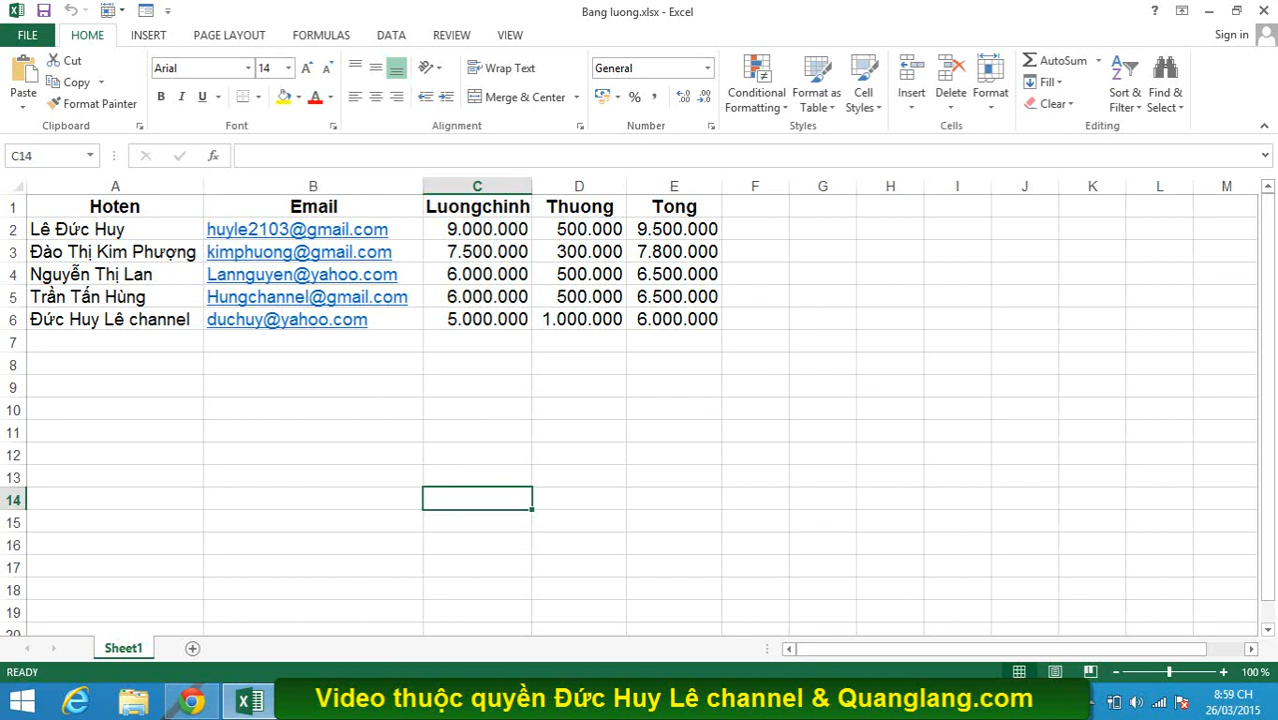 Bang luong.xlsx - Excel
FILE HOME INSERT PAGE LAYOUT FORMULAS DATA REVIEW VIEW Sign in
Cut
Copy
Format Painter
Paste
Clipboard
Arial 14
B I U
Font
Wrap Text
Merge & Center
Alignment
General
%
Number
Conditional Formatting
Format as Table
Cell Styles
Styles
Insert Delete Format
Cells
AutoSum
Fill
Clear
Sort & Filter
Find & Select
Editing
C14 fx
A B C D E F G H I J K L M
1 Hoten Email Luongchinh Thuong Tong
2 Lê Đức Huy huyle2103@gmail.com 9.000.000 500.000 9.500.000
3 Đào Thị Kim Phượng kimphuong@gmail.com 7.500.000 300.000 7.800.000
4 Nguyễn Thị Lan Lannguyen@yahoo.com 6.000.000 500.000 6.500.000
5 Trần Tấn Hùng Hungchannel@gmail.com 6.000.000 500.000 6.500.000
6 Đức Huy Lê channel duchuy@yahoo.com 5.000.000 1.000.000 6.000.000
7
8
9
10
11
12
13
14
15
16
17
18
19
20
Sheet1
READY 100 %
Video thuộc quyền Đức Huy Lê channel & Quanglang.com
8:59 CH
26/03/2015